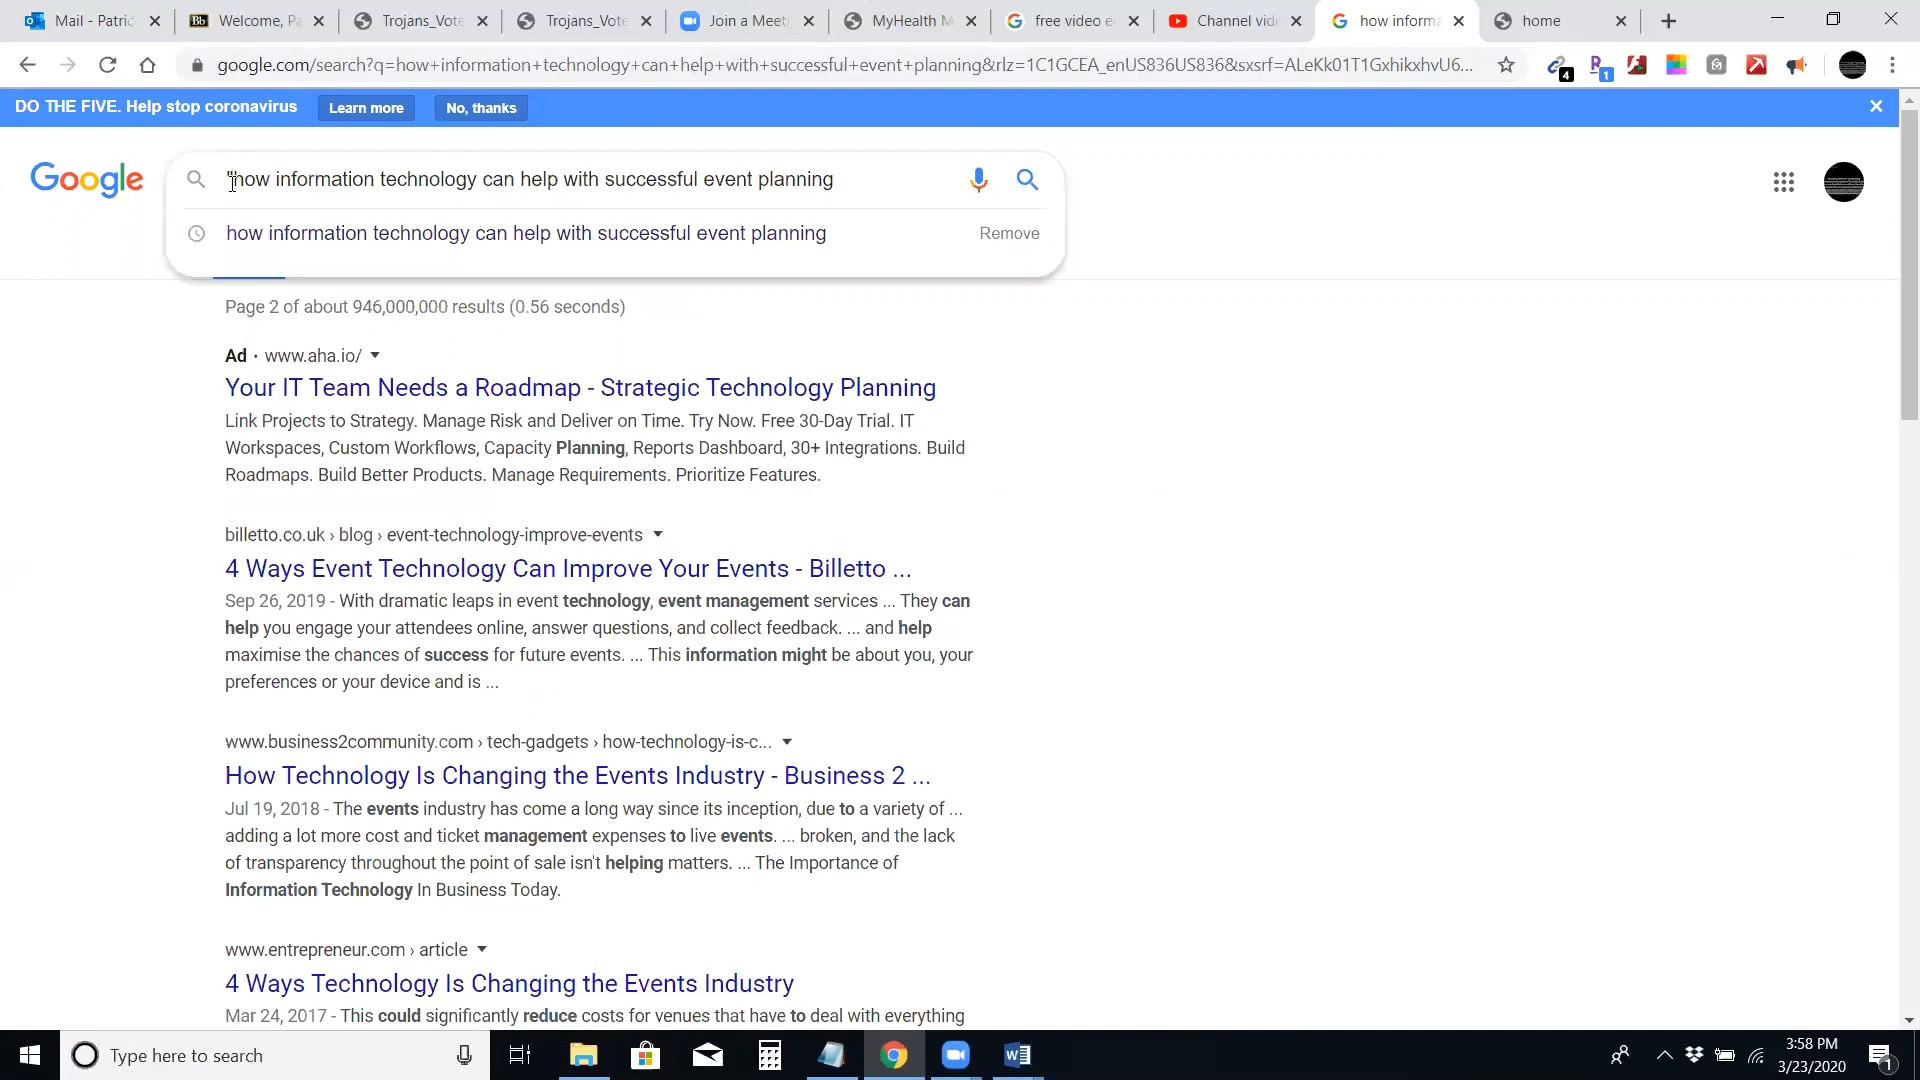 Mail - Patric
Welcome, Pa
Trojans_Vote
Trojans_Vote
Join a Meet
MyHealth M
free video e
Channel vide
how informa
home
google.com/search?q=how+information+technology+can+help+with+successful+event+planning&rlz=1C1GCEA_enUS836US836&sxsrf=ALeKk01T1GxhikxhvU6...
4
1
DO THE FIVE. Help stop coronavirus
Learn more
No, thanks
Google
"how information technology can help with successful event planning
how information technology can help with successful event planning
Remove
Page 2 of about 946,000,000 results (0.56 seconds)
Ad · www.aha.io/
Your IT Team Needs a Roadmap - Strategic Technology Planning
Link Projects to Strategy. Manage Risk and Deliver on Time. Try Now. Free 30-Day Trial. IT
Workspaces, Custom Workflows, Capacity Planning, Reports Dashboard, 30+ Integrations. Build
Roadmaps. Build Better Products. Manage Requirements. Prioritize Features.
billetto.co.uk › blog › event-technology-improve-events
4 Ways Event Technology Can Improve Your Events - Billetto ...
Sep 26, 2019 - With dramatic leaps in event technology, event management services ... They can
help you engage your attendees online, answer questions, and collect feedback. ... and help
maximise the chances of success for future events. ... This information might be about you, your
preferences or your device and is ...
www.business2community.com › tech-gadgets › how-technology-is-c...
How Technology Is Changing the Events Industry - Business 2 ...
Jul 19, 2018 - The events industry has come a long way since its inception, due to a variety of ...
adding a lot more cost and ticket management expenses to live events. ... broken, and the lack
of transparency throughout the point of sale isn't helping matters. ... The Importance of
Information Technology In Business Today.
www.entrepreneur.com › article
4 Ways Technology Is Changing the Events Industry
Mar 24, 2017 - This could significantly reduce costs for venues that have to deal with everything
Type here to search
3:58 PM
3/23/2020
1